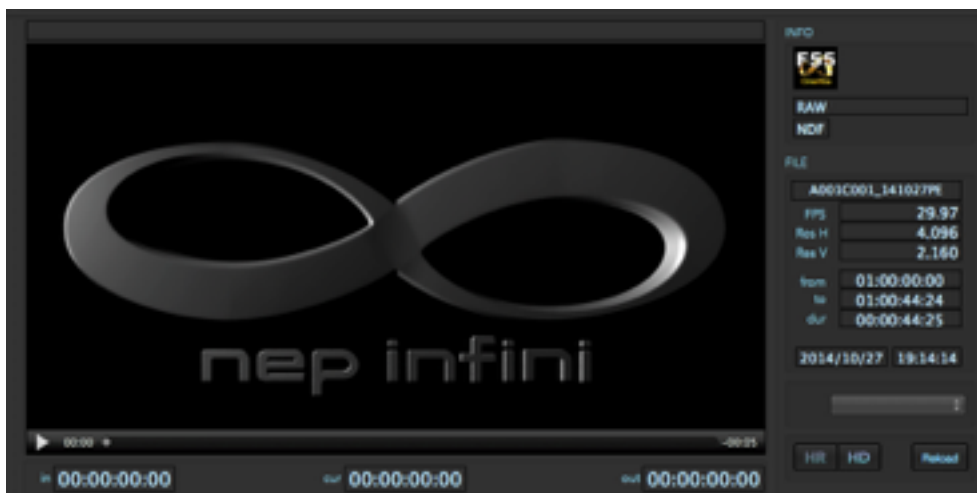 INFO
FS5
RAW
NDF
FILE
A001C001_141027PE
FPS 29.97
Res H 4.096
Res V 2.160
from 01:00:00:00
to 01:00:44:24
dur 00:00:44:25
2014/10/27 19:14:14
nep infini
00:00 -00:05
in 00:00:00:00 cur 00:00:00:00 out 00:00:00:00
HR HD Reload